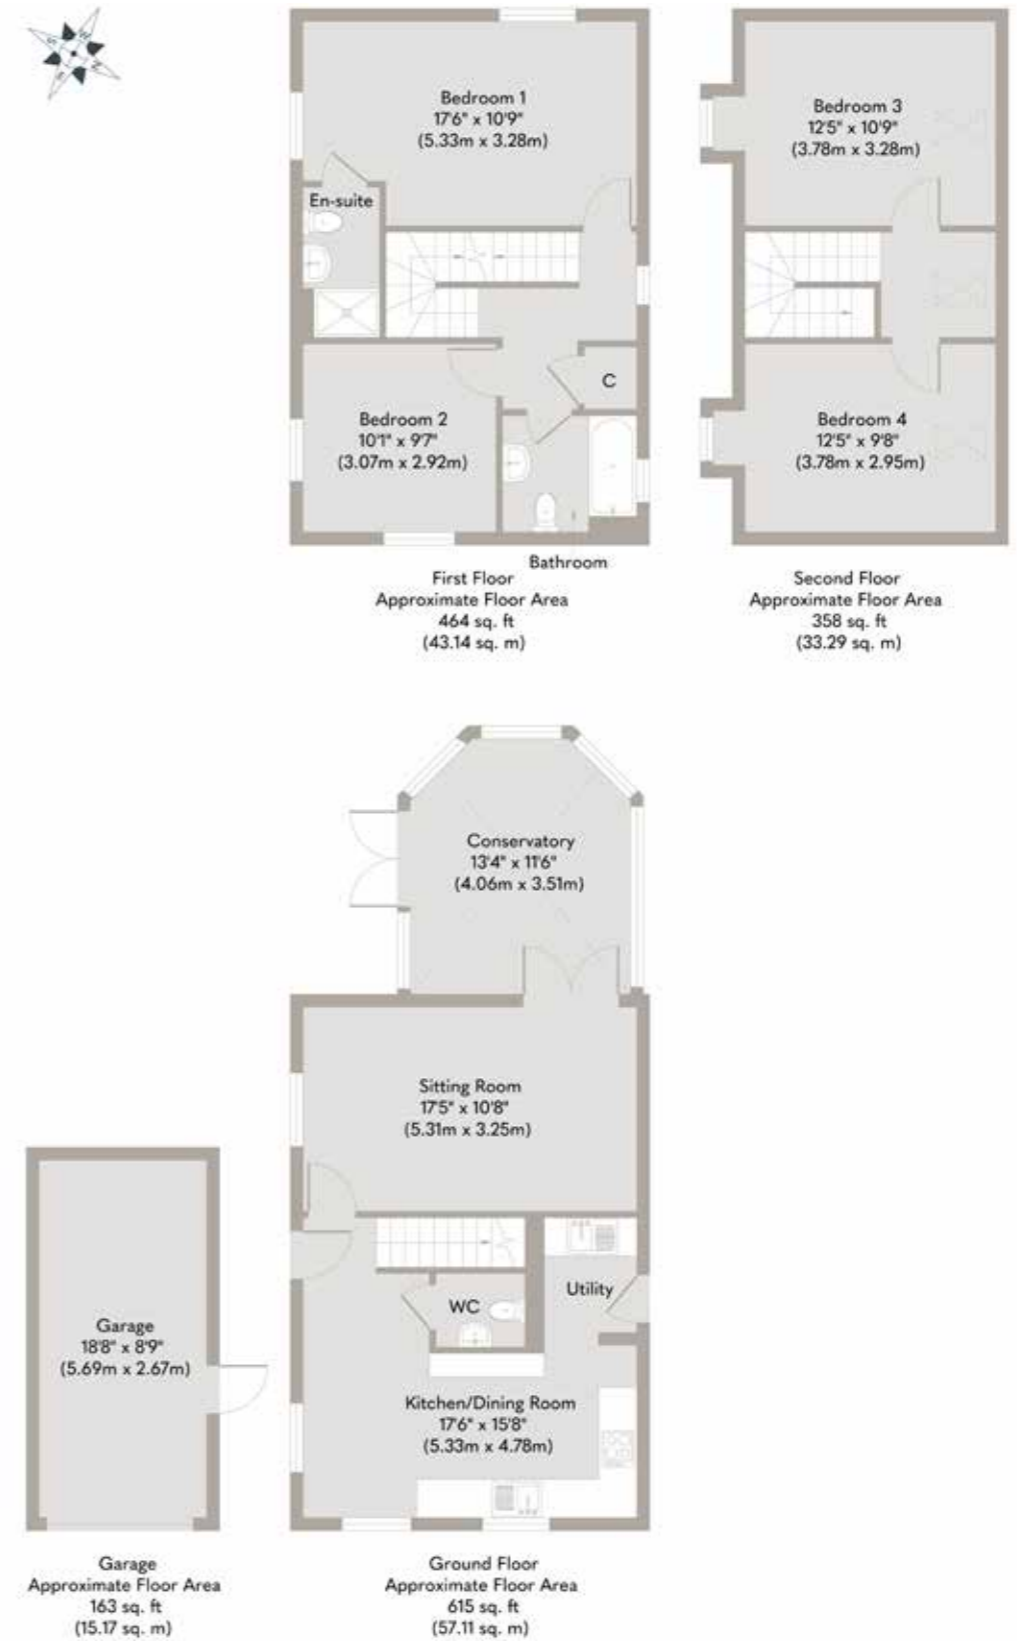 Bedroom 1
17'6" x 10'9"
(5.33m x 3.28m)
En-suite
Bedroom 2
10'1" x 9'7"
(3.07m x 2.92m)
C
Bathroom
First Floor
Approximate Floor Area
464 sq. ft
(43.14 sq. m)
Bedroom 3
12'5" x 10'9"
(3.78m x 3.28m)
Bedroom 4
12'5" x 9'8"
(3.78m x 2.95m)
Second Floor
Approximate Floor Area
358 sq. ft
(33.29 sq. m)
Conservatory
13'4" x 11'6"
(4.06m x 3.51m)
Sitting Room
17'5" x 10'8"
(5.31m x 3.25m)
Utility
WC
Kitchen/Dining Room
17'6" x 15'8"
(5.33m x 4.78m)
Garage
18'8" x 8'9"
(5.69m x 2.67m)
Garage
Approximate Floor Area
163 sq. ft
(15.17 sq. m)
Ground Floor
Approximate Floor Area
615 sq. ft
(57.11 sq. m)